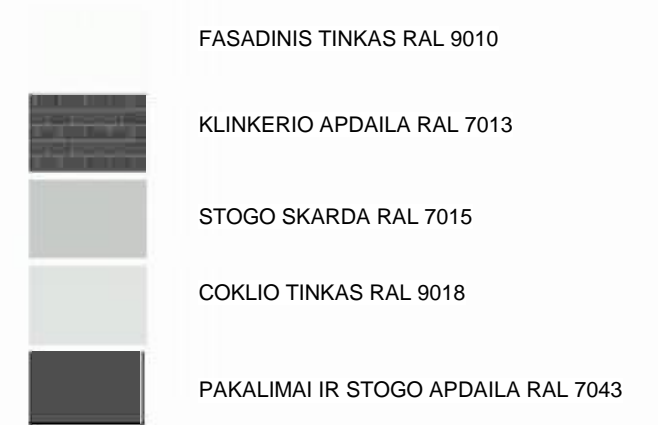 FASADINIS TINKAS RAL 9010
KLINKERIO APDAILA RAL 7013
STOGO SKARDA RAL 7015
COKLIO TINKAS RAL 9018
PAKALIMAI IR STOGO APDAILA RAL 7043